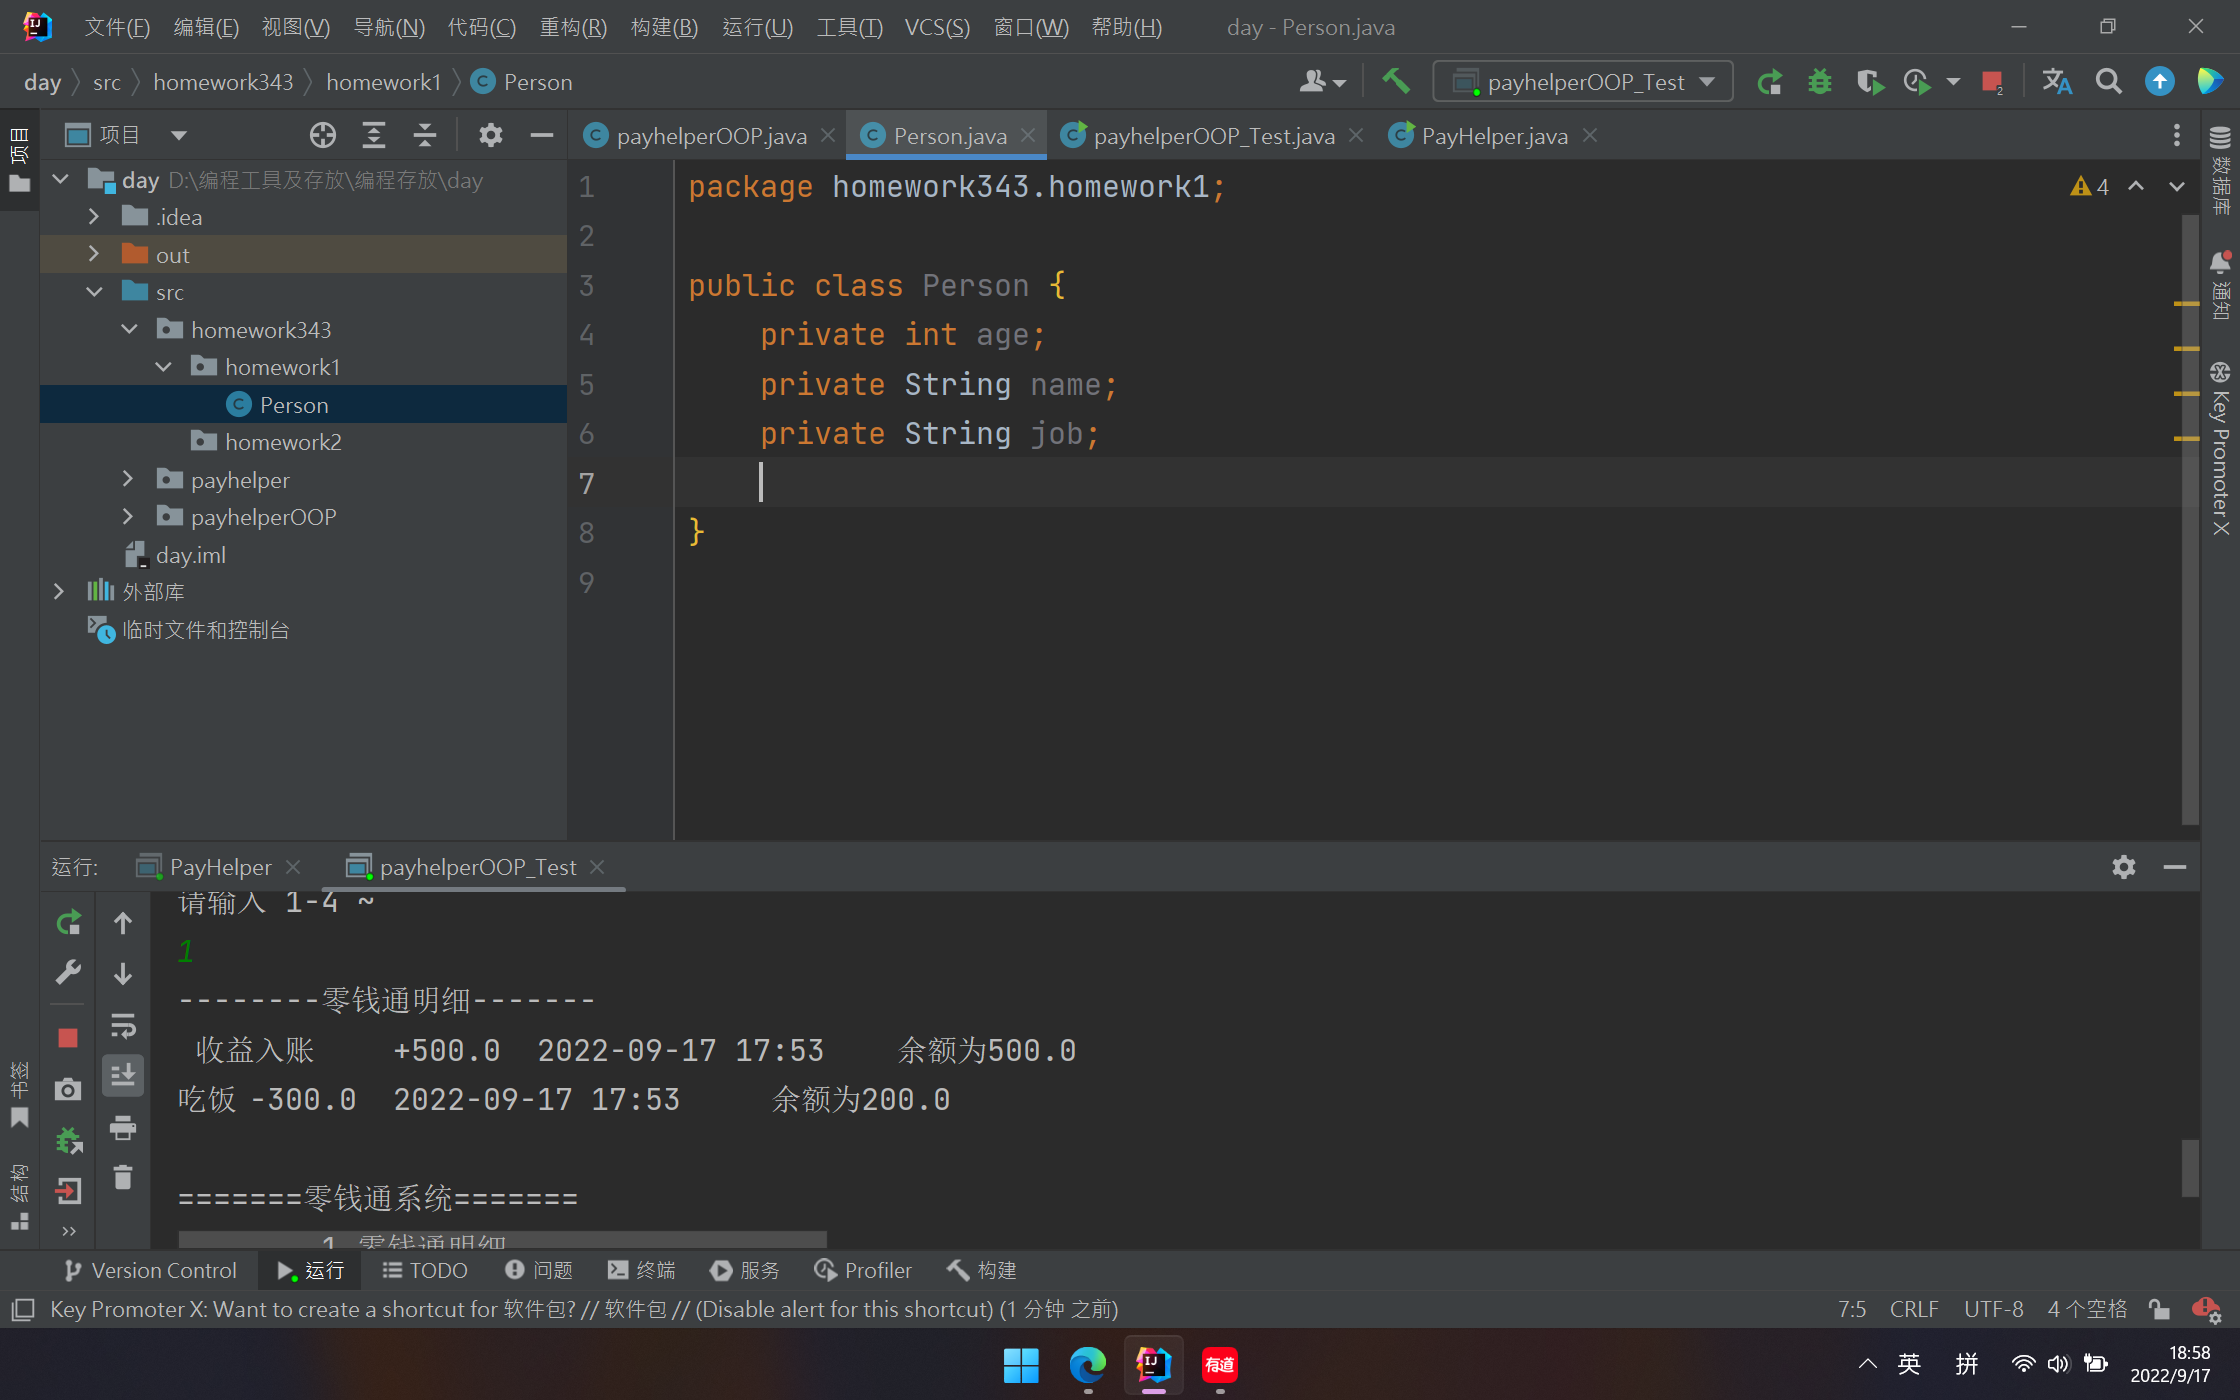 文件(F) 编辑(E) 视图(V) 导航(N) 代码(C) 重构(R) 构建(B) 运行(U) 工具(T) VCS(S) 窗口(W) 帮助(H) day - Person.java
day src homework343 homework1 Person
payhelperOOP_Test
2
项目
payhelperOOP.java
Person.java
payhelperOOP_Test.java
PayHelper.java
项目
day D:\编程工具及存放\编程存放\day
.idea
out
src
homework343
homework1
Person
homework2
payhelper
payhelperOOP
day.iml
外部库
临时文件和控制台
1 package homework343.homework1;
2
3 public class Person {
4 private int age;
5 private String name;
6 private String job;
7
8 }
9
4
数据库
通知
Key Promoter X
书签
结构
运行: PayHelper payhelperOOP_Test
请输入 1-4 ~
1
--------零钱通明细-------
收益入账 +500.0 2022-09-17 17:53 余额为500.0
吃饭 -300.0 2022-09-17 17:53 余额为200.0
=======零钱通系统=======
1 零钱通明细
Version Control 运行 TODO 问题 终端 服务 Profiler 构建
Key Promoter X: Want to create a shortcut for 软件包? // 软件包 // (Disable alert for this shortcut) (1 分钟 之前)
7:5 CRLF UTF-8 4 个空格
有道
英 拼
18:58
2022/9/17